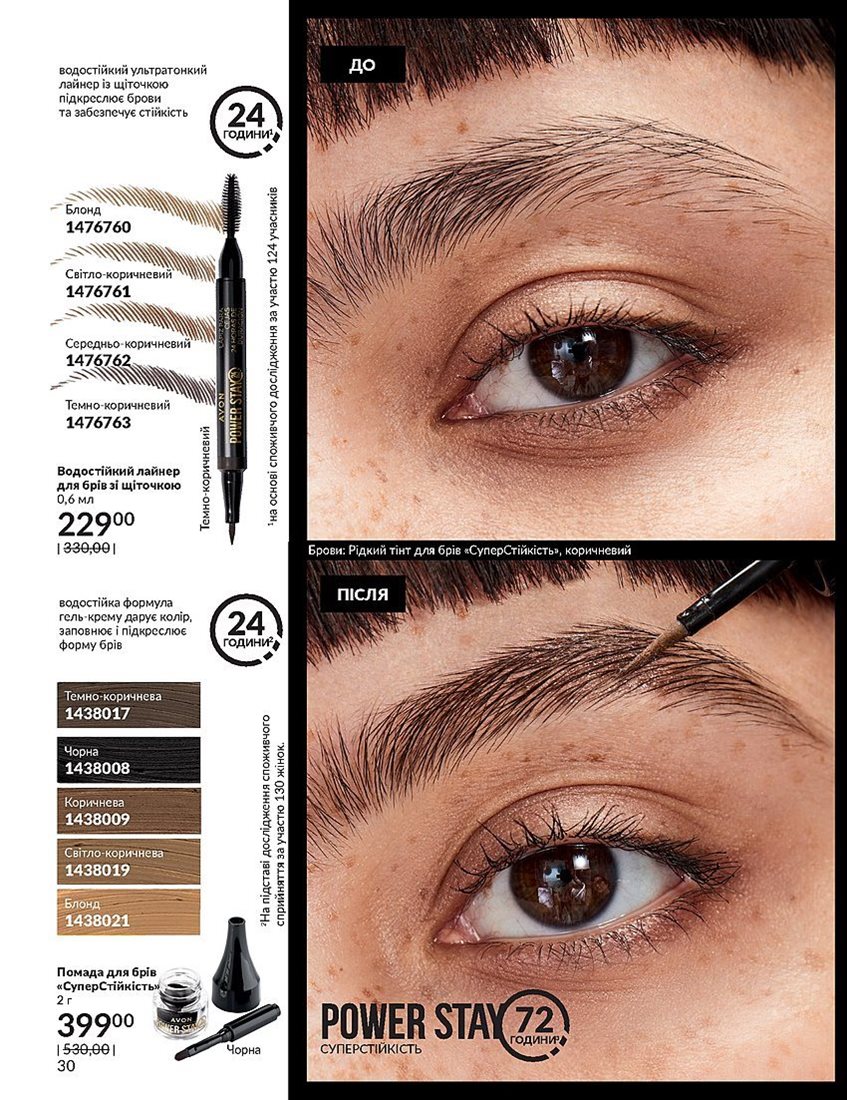 водостійкий ультратонкий
лайнер із щіточкою
підкреслює брови
та забезпечує стійкість
24
ГОДИНИ¹
Блонд
1476760
Світло-коричневий
1476761
Середньо-коричневий
1476762
Темно-коричневий
1476763
AVON
POWER STAY 24
Темно-коричневий
¹на основі споживчого дослідження за участю 124 учасників
Водостійкий лайнер
для брів зі щіточкою
0,6 мл
229⁰⁰
| 330,00 |
ДО
Брови: Рідкий тінт для брів «СуперСтійкість», коричневий
ПІСЛЯ
водостійка формула
гель-крему дарує колір,
заповнює і підкреслює
форму брів
24
ГОДИНИ²
Темно-коричнева
1438017
Чорна
1438008
Коричнева
1438009
Світло-коричнева
1438019
Блонд
1438021
²На підставі дослідження споживчого
сприйняття за участю 130 жінок.
Помада для брів
«СуперСтійкість»
2 г
399⁰⁰
| 530,00 |
AVON
POWER STAY
Чорна
30
POWER STAY 72
ГОДИНИ²
СУПЕРСТІЙКІСТЬ